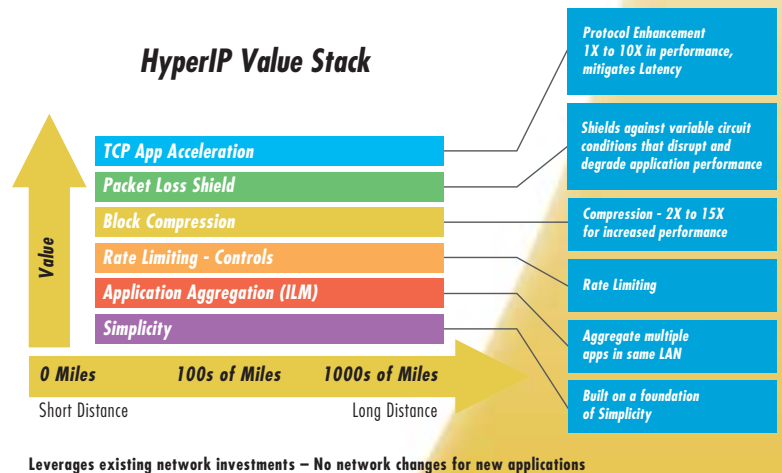 HyperIP Value Stack
Protocol Enhancement
1X to 10X in performance,
mitigates Latency
TCP App Acceleration
Shields against variable circuit
conditions that disrupt and
degrade application performance
Packet Loss Shield
Block Compression
Compression - 2X to 15X
for increased performance
Rate Limiting - Controls
Rate Limiting
Application Aggregation (ILM)
Aggregate multiple
apps in same LAN
Simplicity
Built on a foundation
of Simplicity
Value
0 Miles 100s of Miles 1000s of Miles
Short Distance Long Distance
Leverages existing network investments – No network changes for new applications